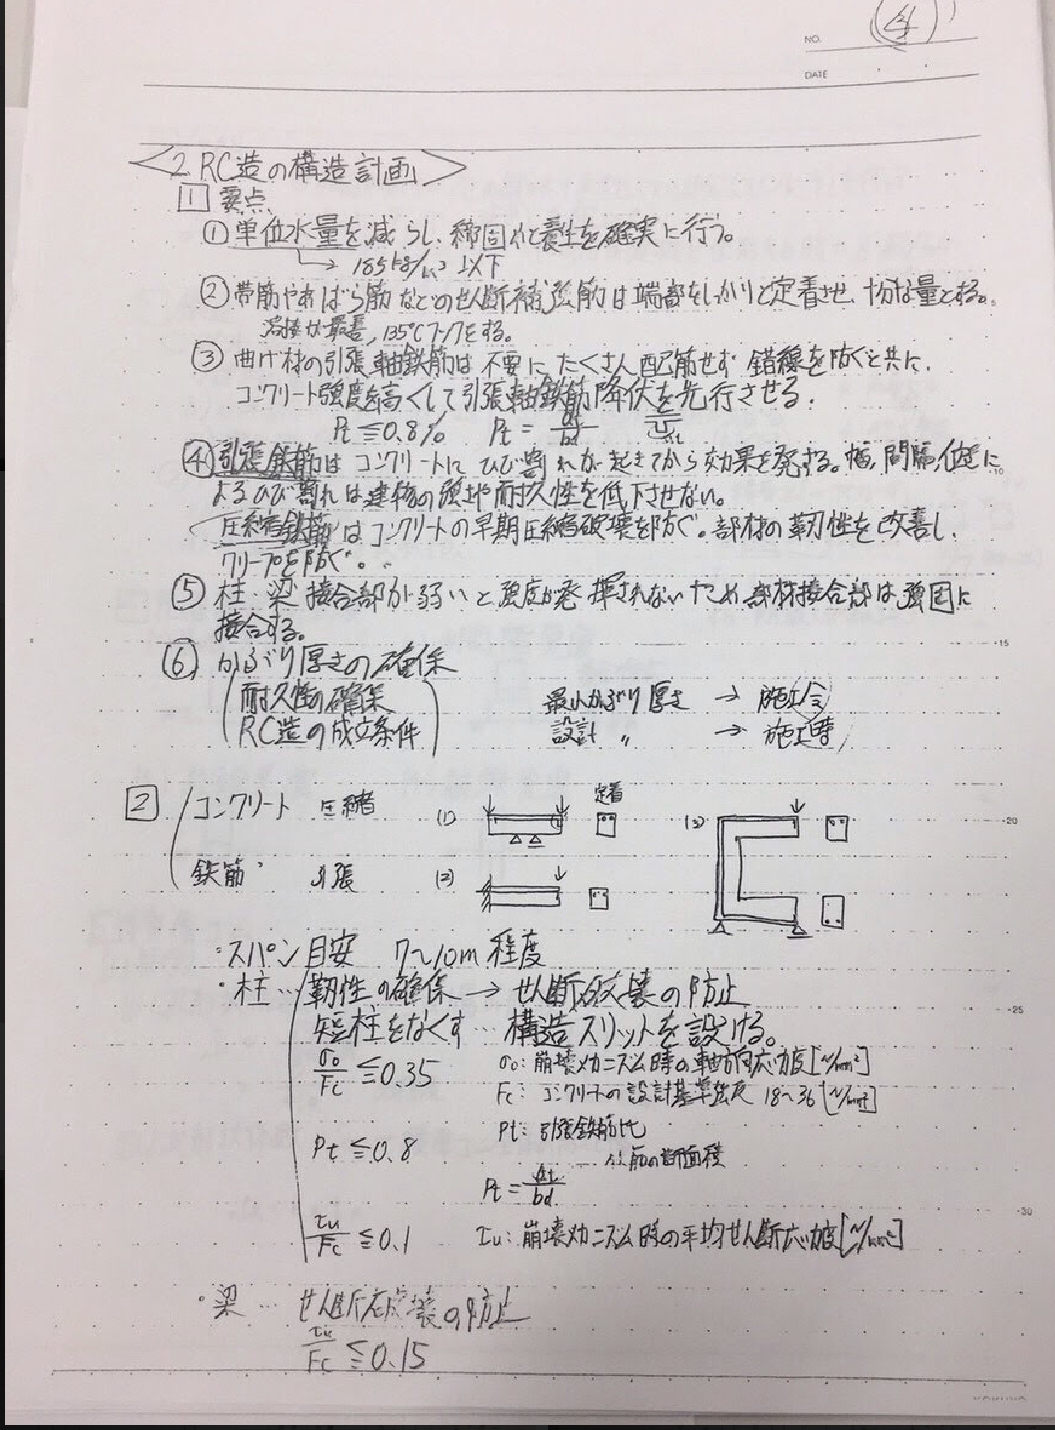 ④
NO.
DATE
<2 RC造の構造計画>
1 要点
① 単位水量を減らし、締固めと養生を確実に行う。
→ 185kg/m³ 以下
② 帯筋やあばら筋などのせん断補強筋は端部をしっかりと定着させ、十分な量とする。
溶接が最善, 135℃フックをする。
③ 曲げ材の引張軸鉄筋は不要にたくさん配筋せず 錯線を防ぐと共に、
コンクリート強度を高くして引張軸鉄筋降伏を先行させる。
Pt ≦0.8% Pt = at/bd
④ 引張鉄筋はコンクリートにひび割れが起きてから効果を発する。幅,間隔,位置に
よるひび割れは建物の強さや耐久性を低下させない。
圧縮鉄筋はコンクリートの早期圧縮破壊を防ぐ。部材の靭性を改善し、
クリープを防ぐ。
⑤ 柱・梁 接合部が弱いと 強度が発揮されないため、部材接合部は強固に
接合する。
⑥ かぶり厚さの確保
(耐久性の確保 最小かぶり厚さ → 施工
RC造の成立条件) 設計 〃 → 施工時
2 コンクリート 圧縮 (1) 定着 (3)
鉄筋 引張 (2)
・スパン目安 7~10m 程度
・柱… 靭性の確保 → せん断破壊の防止
短柱をなくす… 構造スリットを設ける。
σ₀/Fc ≦0.35 σ₀: 崩壊メカニズム時の軸方向応力度[N/mm²]
Fc: コンクリートの設計基準強度 18~36 [N/mm²]
Pt: 引張鉄筋比
Pt ≦0.8 Pt = at/bd …筋の断面積
τu/Fc ≦0.1 τu: 崩壊メカニズム時の平均せん断応力度[N/mm²]
・梁… せん断破壊の防止
τu/Fc ≦0.15